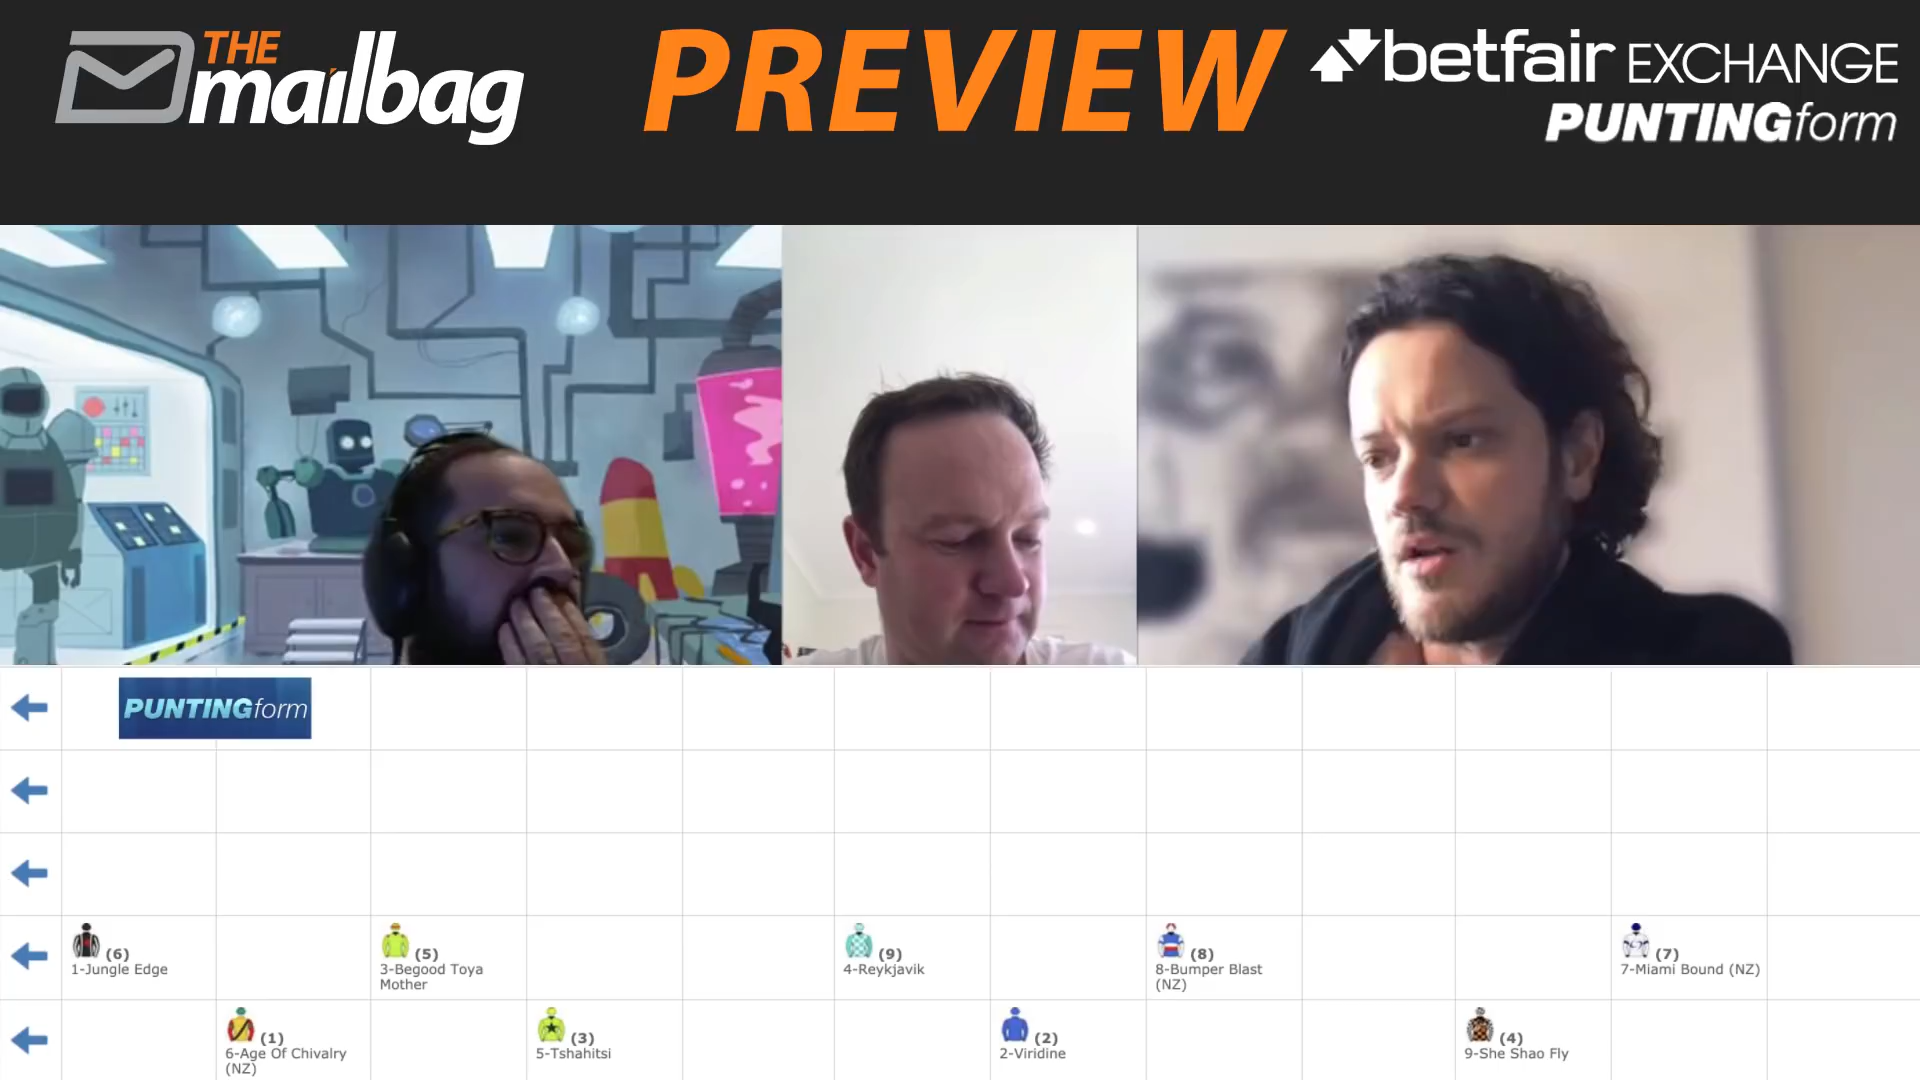 THE
mailbag
PREVIEW
betfair EXCHANGE
PUNTINGform
PUNTINGform
(6)
1-Jungle Edge
(5)
3-Begood Toya
Mother
(9)
4-Reykjavik
(8)
8-Bumper Blast
(NZ)
(7)
7-Miami Bound (NZ)
(1)
6-Age Of Chivalry
(NZ)
(3)
5-Tshahitsi
(2)
2-Viridine
(4)
9-She Shao Fly